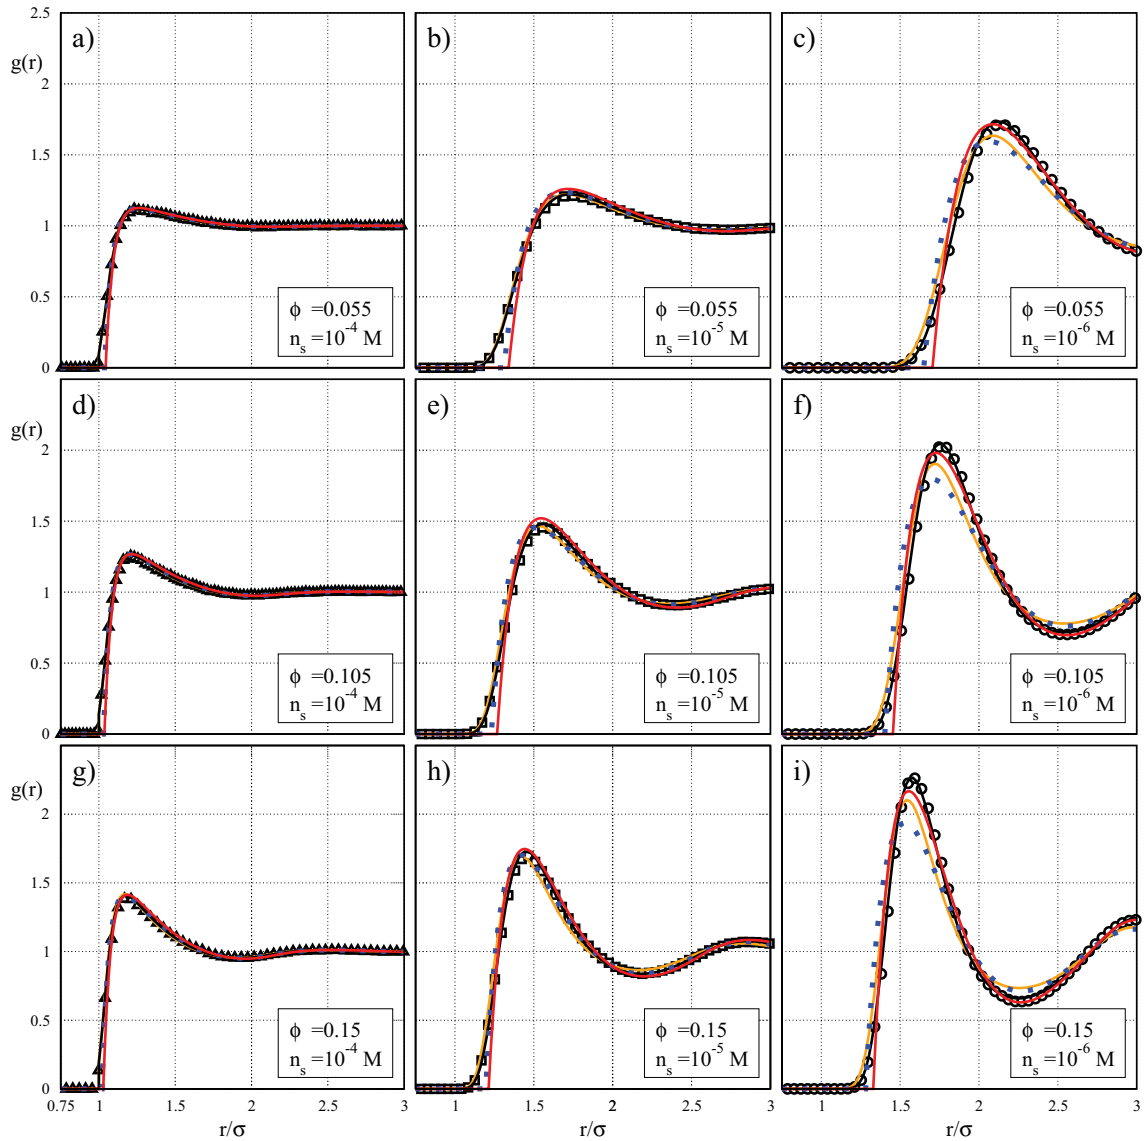 2.5
a)
b)
c)
g(r)
2
1.5
1
0.5
0
ϕ =0.055
n_s =10^-4 M
ϕ =0.055
n_s =10^-5 M
ϕ =0.055
n_s =10^-6 M
d)
e)
f)
g(r)
2
1.5
1
0.5
0
ϕ =0.105
n_s =10^-4 M
ϕ =0.105
n_s =10^-5 M
ϕ =0.105
n_s =10^-6 M
g)
h)
i)
g(r)
2
1.5
1
0.5
0
ϕ =0.15
n_s =10^-4 M
ϕ =0.15
n_s =10^-5 M
ϕ =0.15
n_s =10^-6 M
0.75 1 1.5 2 2.5 3
1 1.5 2 2.5 3
1 1.5 2 2.5 3
r/σ
r/σ
r/σ